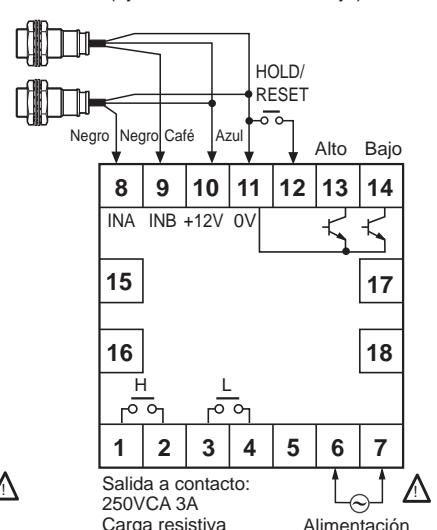 HOLD/
RESET
Negro Negro Café Azul
Alto Bajo
8 9 10 11 12 13 14
INA INB +12V 0V
15 17
16 18
H L
1 2 3 4 5 6 7
Salida a contacto:
250VCA 3A
Carga resistiva
Alimentación